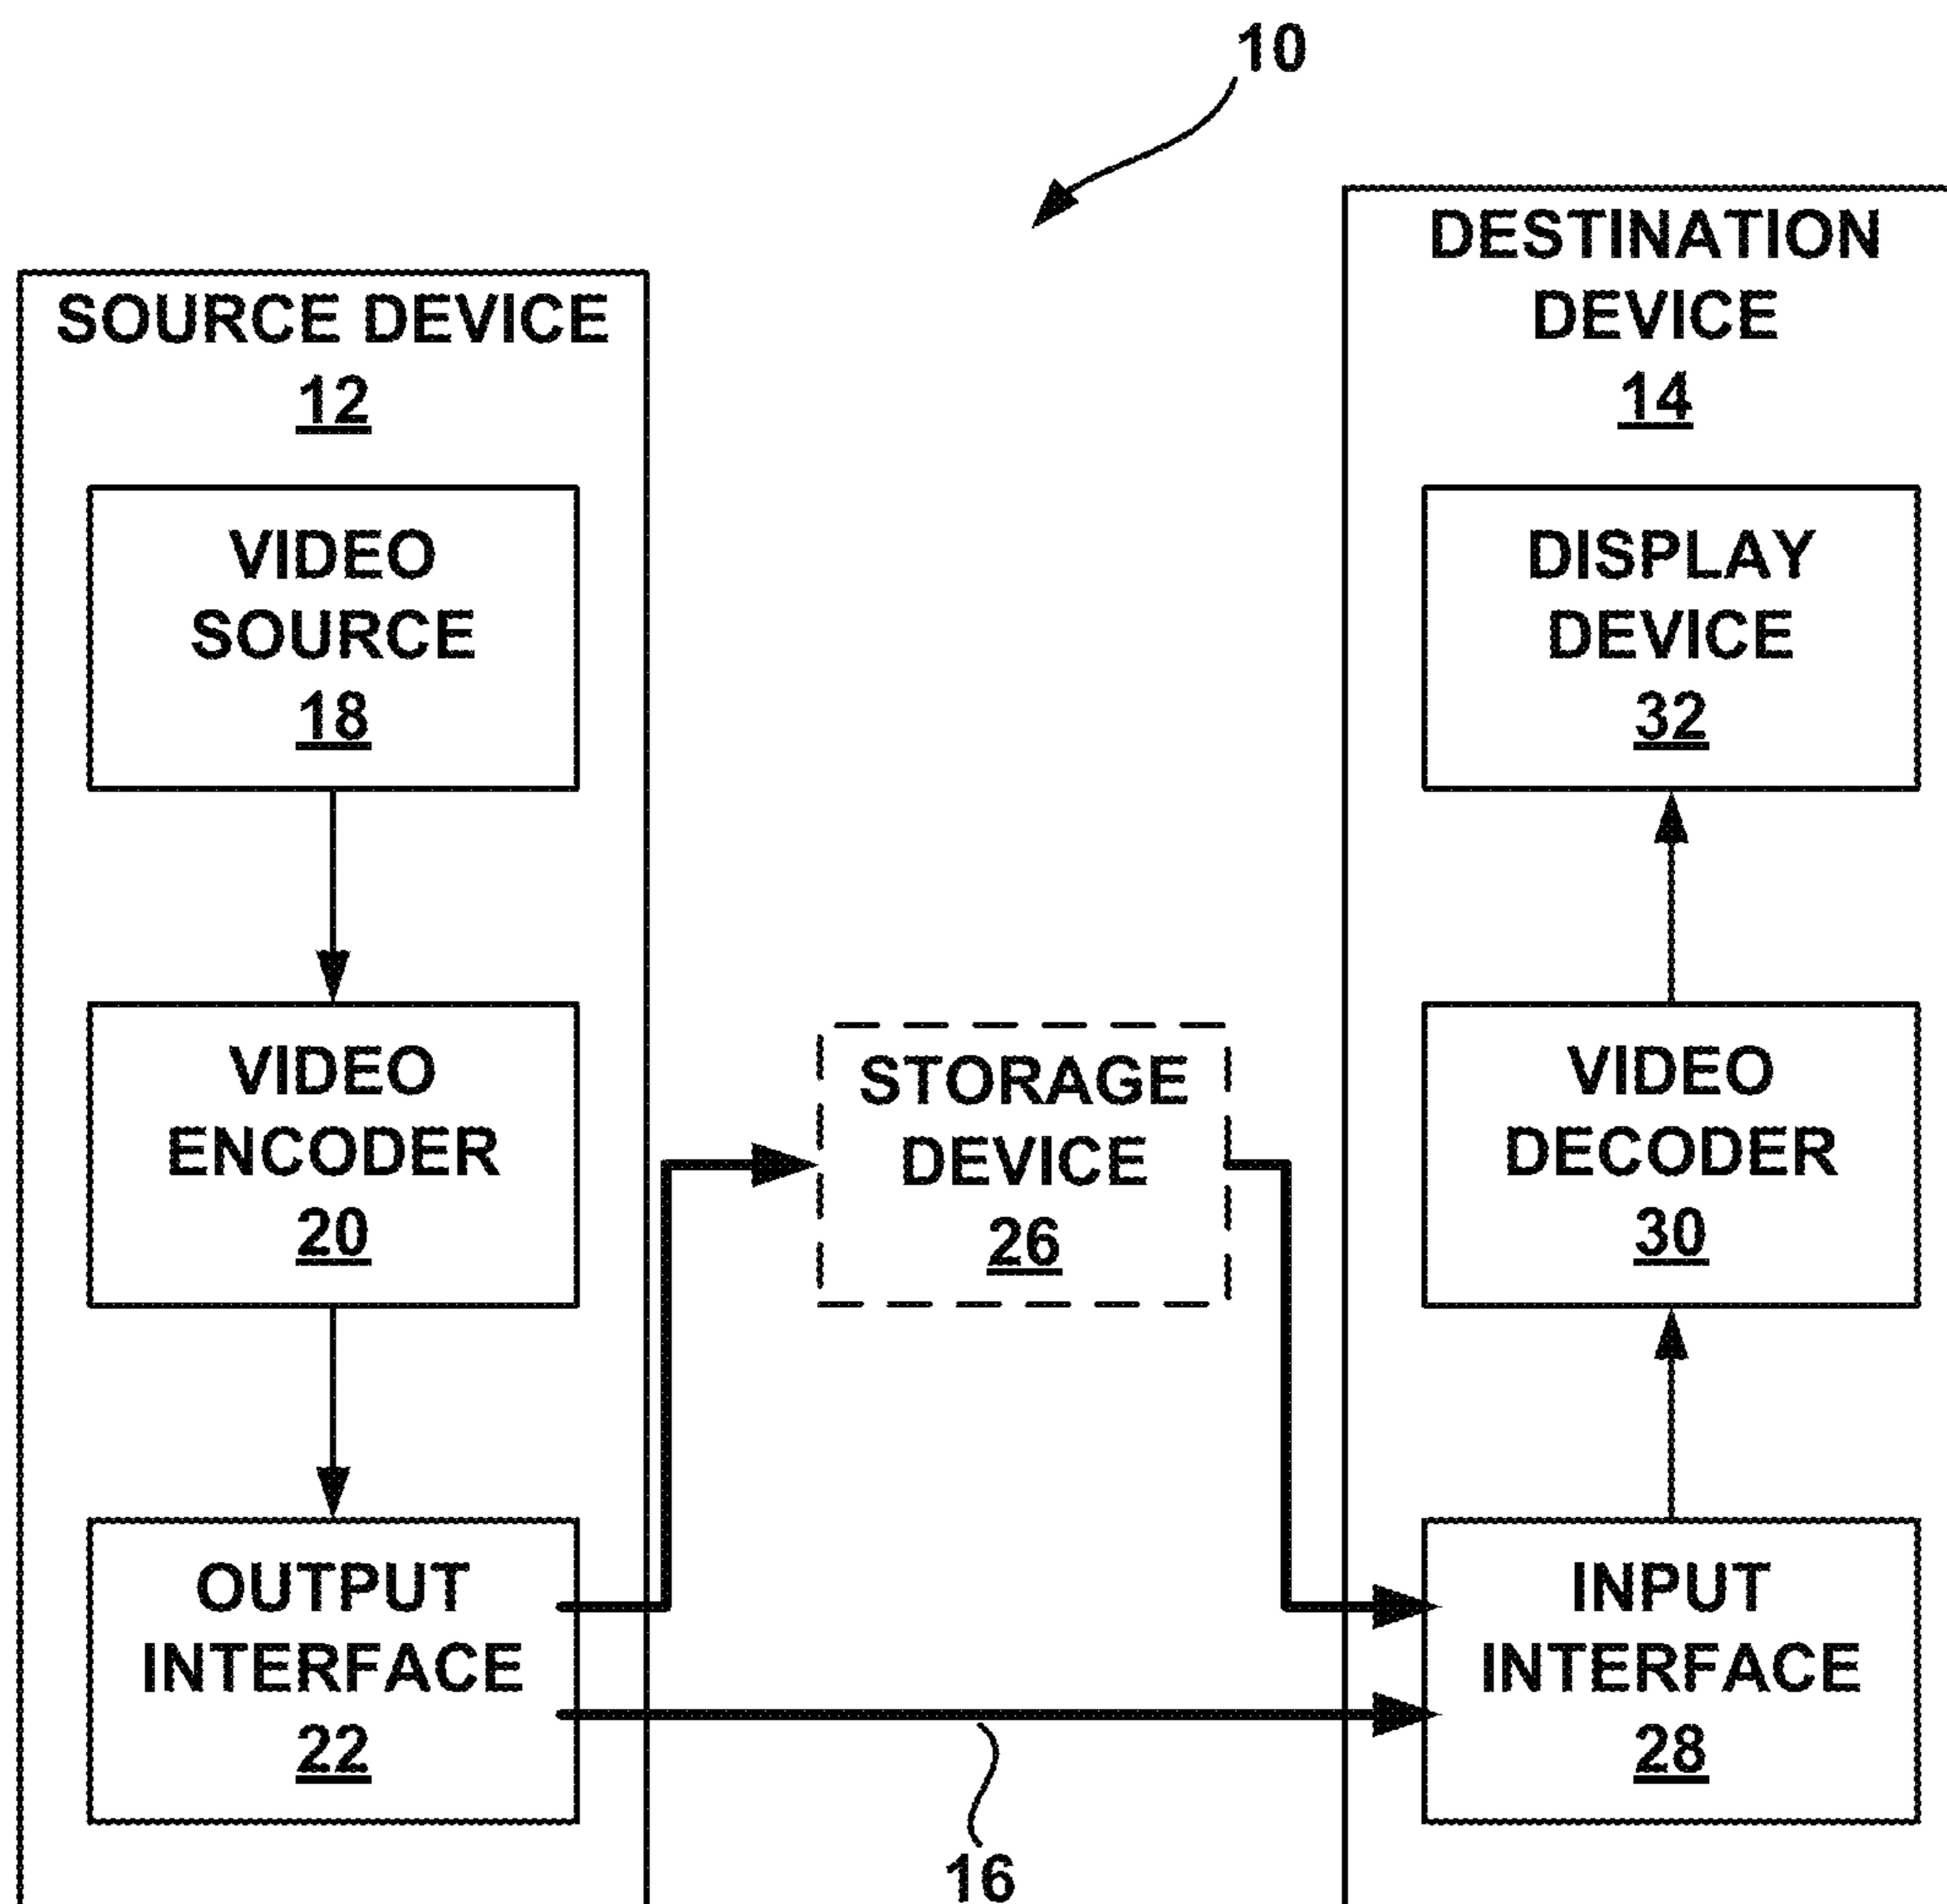 10
SOURCE DEVICE
12
VIDEO
SOURCE
18
VIDEO
ENCODER
20
OUTPUT
INTERFACE
22
STORAGE
DEVICE
26
16
DESTINATION
DEVICE
14
DISPLAY
DEVICE
32
VIDEO
DECODER
30
INPUT
INTERFACE
28